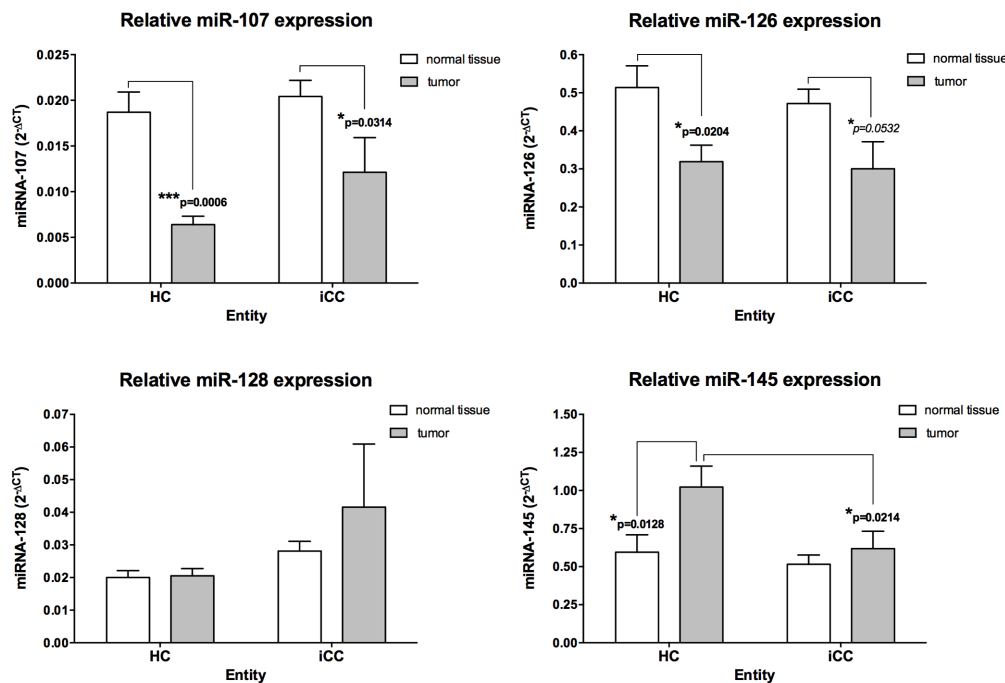 Relative miR-107 expression
normal tissue
tumor
0.025
0.020
0.015
0.010
0.005
0.000
miRNA-107 (2-ΔCT)
***p=0.0006
*p=0.0314
HC
iCC
Entity
Relative miR-126 expression
normal tissue
tumor
0.6
0.5
0.4
0.3
0.2
0.1
0.0
miRNA-126 (2-ΔCT)
*p=0.0204
*p=0.0532
HC
iCC
Entity
Relative miR-128 expression
normal tissue
tumor
0.07
0.06
0.05
0.04
0.03
0.02
0.01
0.00
miRNA-128 (2-ΔCT)
HC
iCC
Entity
Relative miR-145 expression
normal tissue
tumor
1.50
1.25
1.00
0.75
0.50
0.25
0.00
miRNA-145 (2-ΔCT)
*p=0.0128
*p=0.0214
HC
iCC
Entity